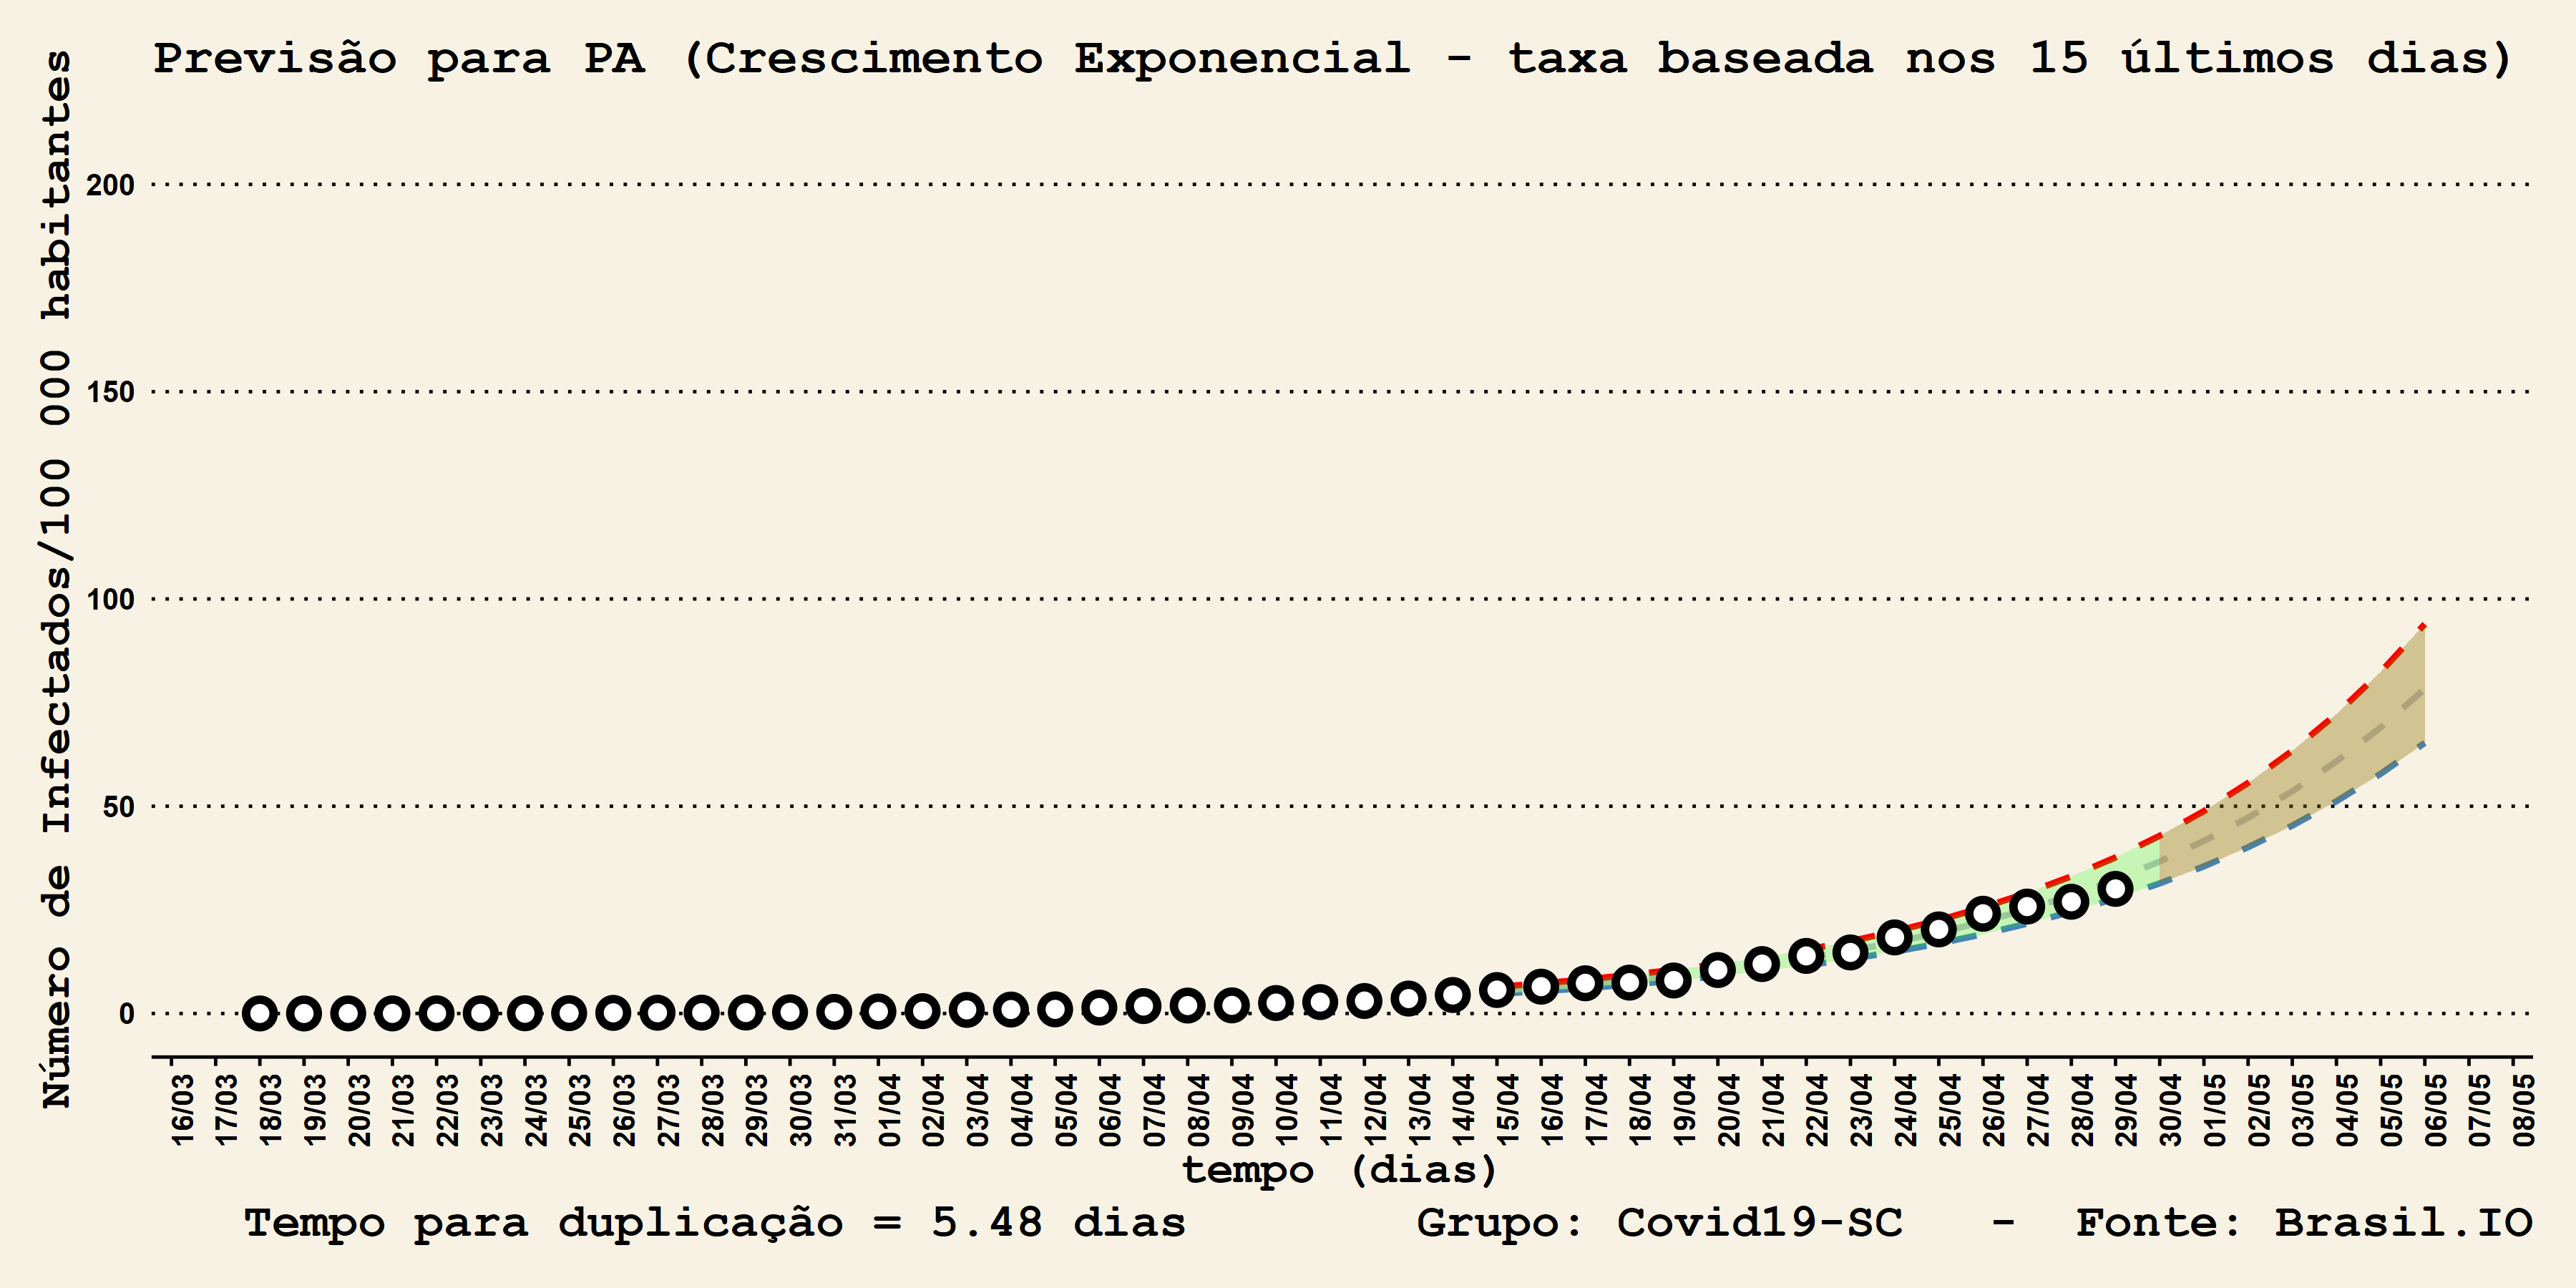 Previsão para PA (Crescimento Exponencial - taxa baseada nos 15 últimos dias)
Número de Infectados/100 000 habitantes
200
150
100
50
0
16/03 17/03 18/03 19/03 20/03 21/03 22/03 23/03 24/03 25/03 26/03 27/03 28/03 29/03 30/03 31/03 01/04 02/04 03/04 04/04 05/04 06/04 07/04 08/04 09/04 10/04 11/04 12/04 13/04 14/04 15/04 16/04 17/04 18/04 19/04 20/04 21/04 22/04 23/04 24/04 25/04 26/04 27/04 28/04 29/04 30/04 01/05 02/05 03/05 04/05 05/05 06/05 07/05 08/05
tempo (dias)
Tempo para duplicação = 5.48 dias Grupo: Covid19-SC - Fonte: Brasil.IO